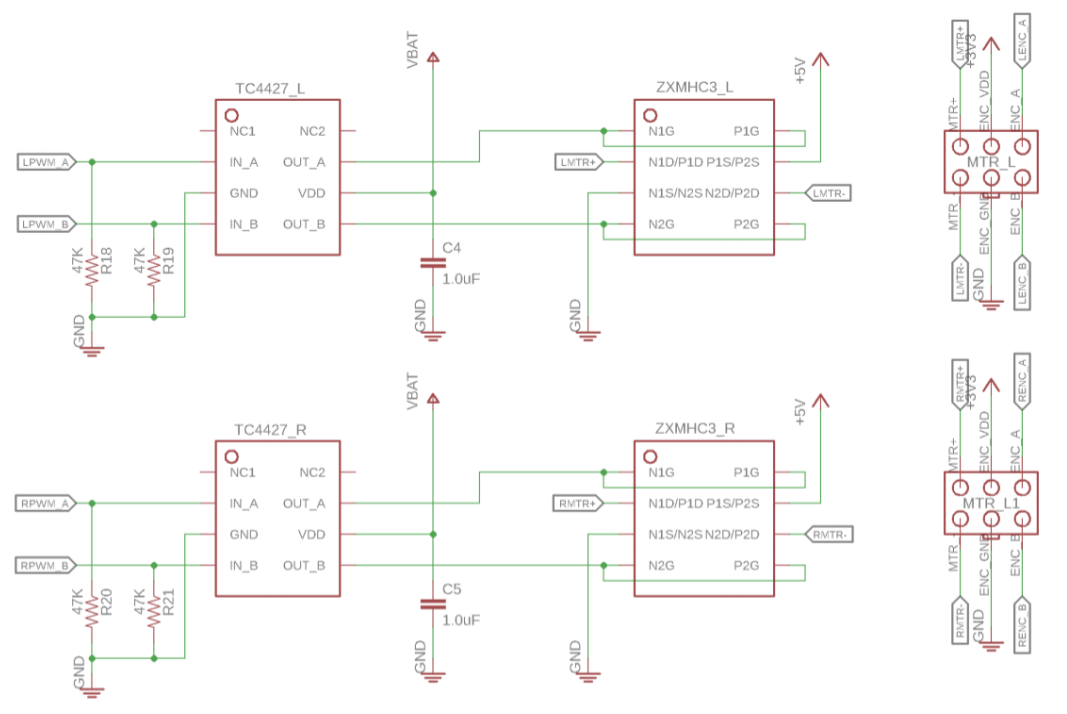 TC4427_L
NC1
NC2
LPWM_A
IN_A
OUT_A
GND
VDD
LPWM_B
IN_B
OUT_B
47K
R18
47K
R19
GND
VBAT
C4
1.0uF
GND
ZXMHC3_L
N1G
P1G
LMTR+
N1D/P1D P1S/P2S
N1S/N2S N2D/P2D
LMTR-
N2G
P2G
+5V
GND
LMTR+
+3V3
LENC_A
MTR+
ENC_VDD
ENC_A
MTR_L
MTR
ENC_GND
ENC_B
LMTR-
GND
LENC_B
TC4427_R
NC1
NC2
RPWM_A
IN_A
OUT_A
GND
VDD
RPWM_B
IN_B
OUT_B
47K
R20
47K
R21
GND
VBAT
C5
1.0uF
GND
ZXMHC3_R
N1G
P1G
RMTR+
N1D/P1D P1S/P2S
N1S/N2S N2D/P2D
RMTR-
N2G
P2G
+5V
GND
RMTR+
+3V3
RENC_A
MTR+
ENC_VDD
ENC_A
MTR_L1
MTR
ENC_GND
ENC_B
RMTR-
GND
RENC_B